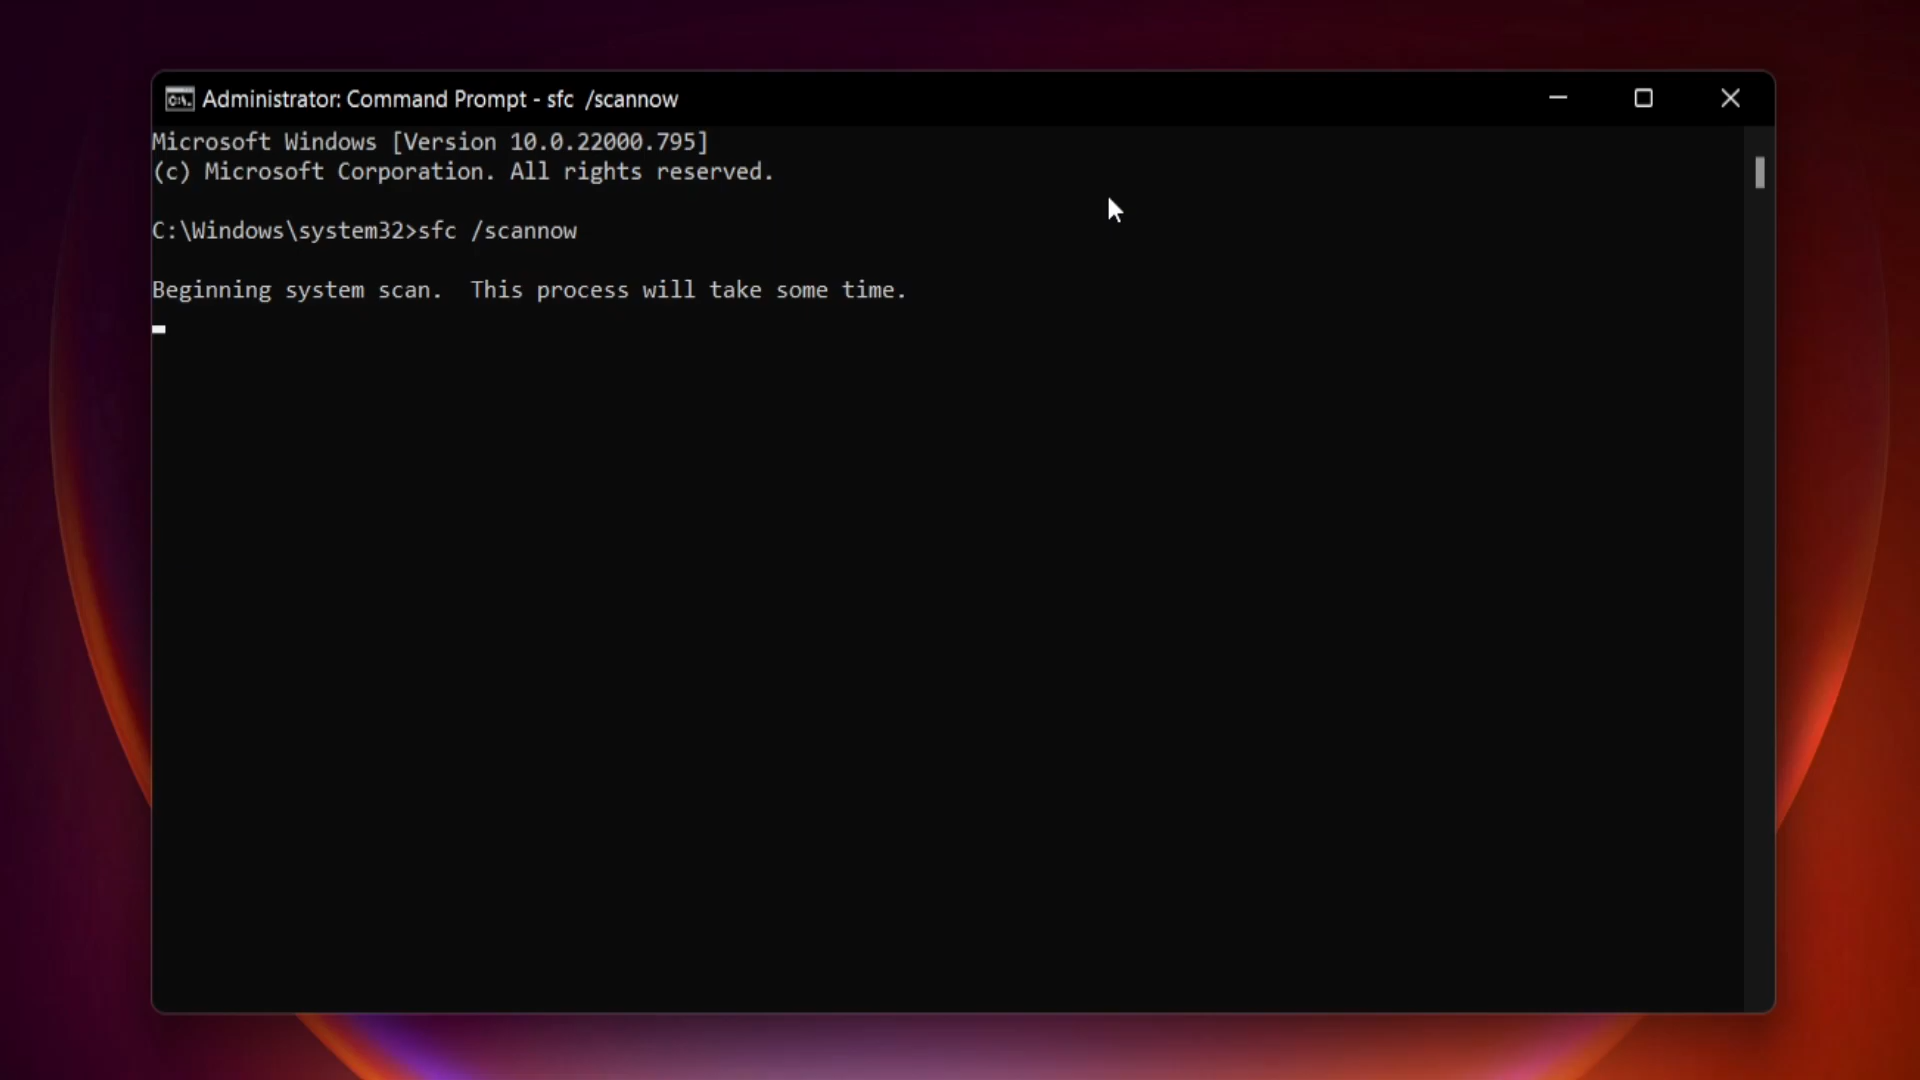 Administrator: Command Prompt - sfc  /scannow
Microsoft Windows [Version 10.0.22000.795]
(c) Microsoft Corporation. All rights reserved.
C:\Windows\system32>sfc /scannow
Beginning system scan.  This process will take some time.